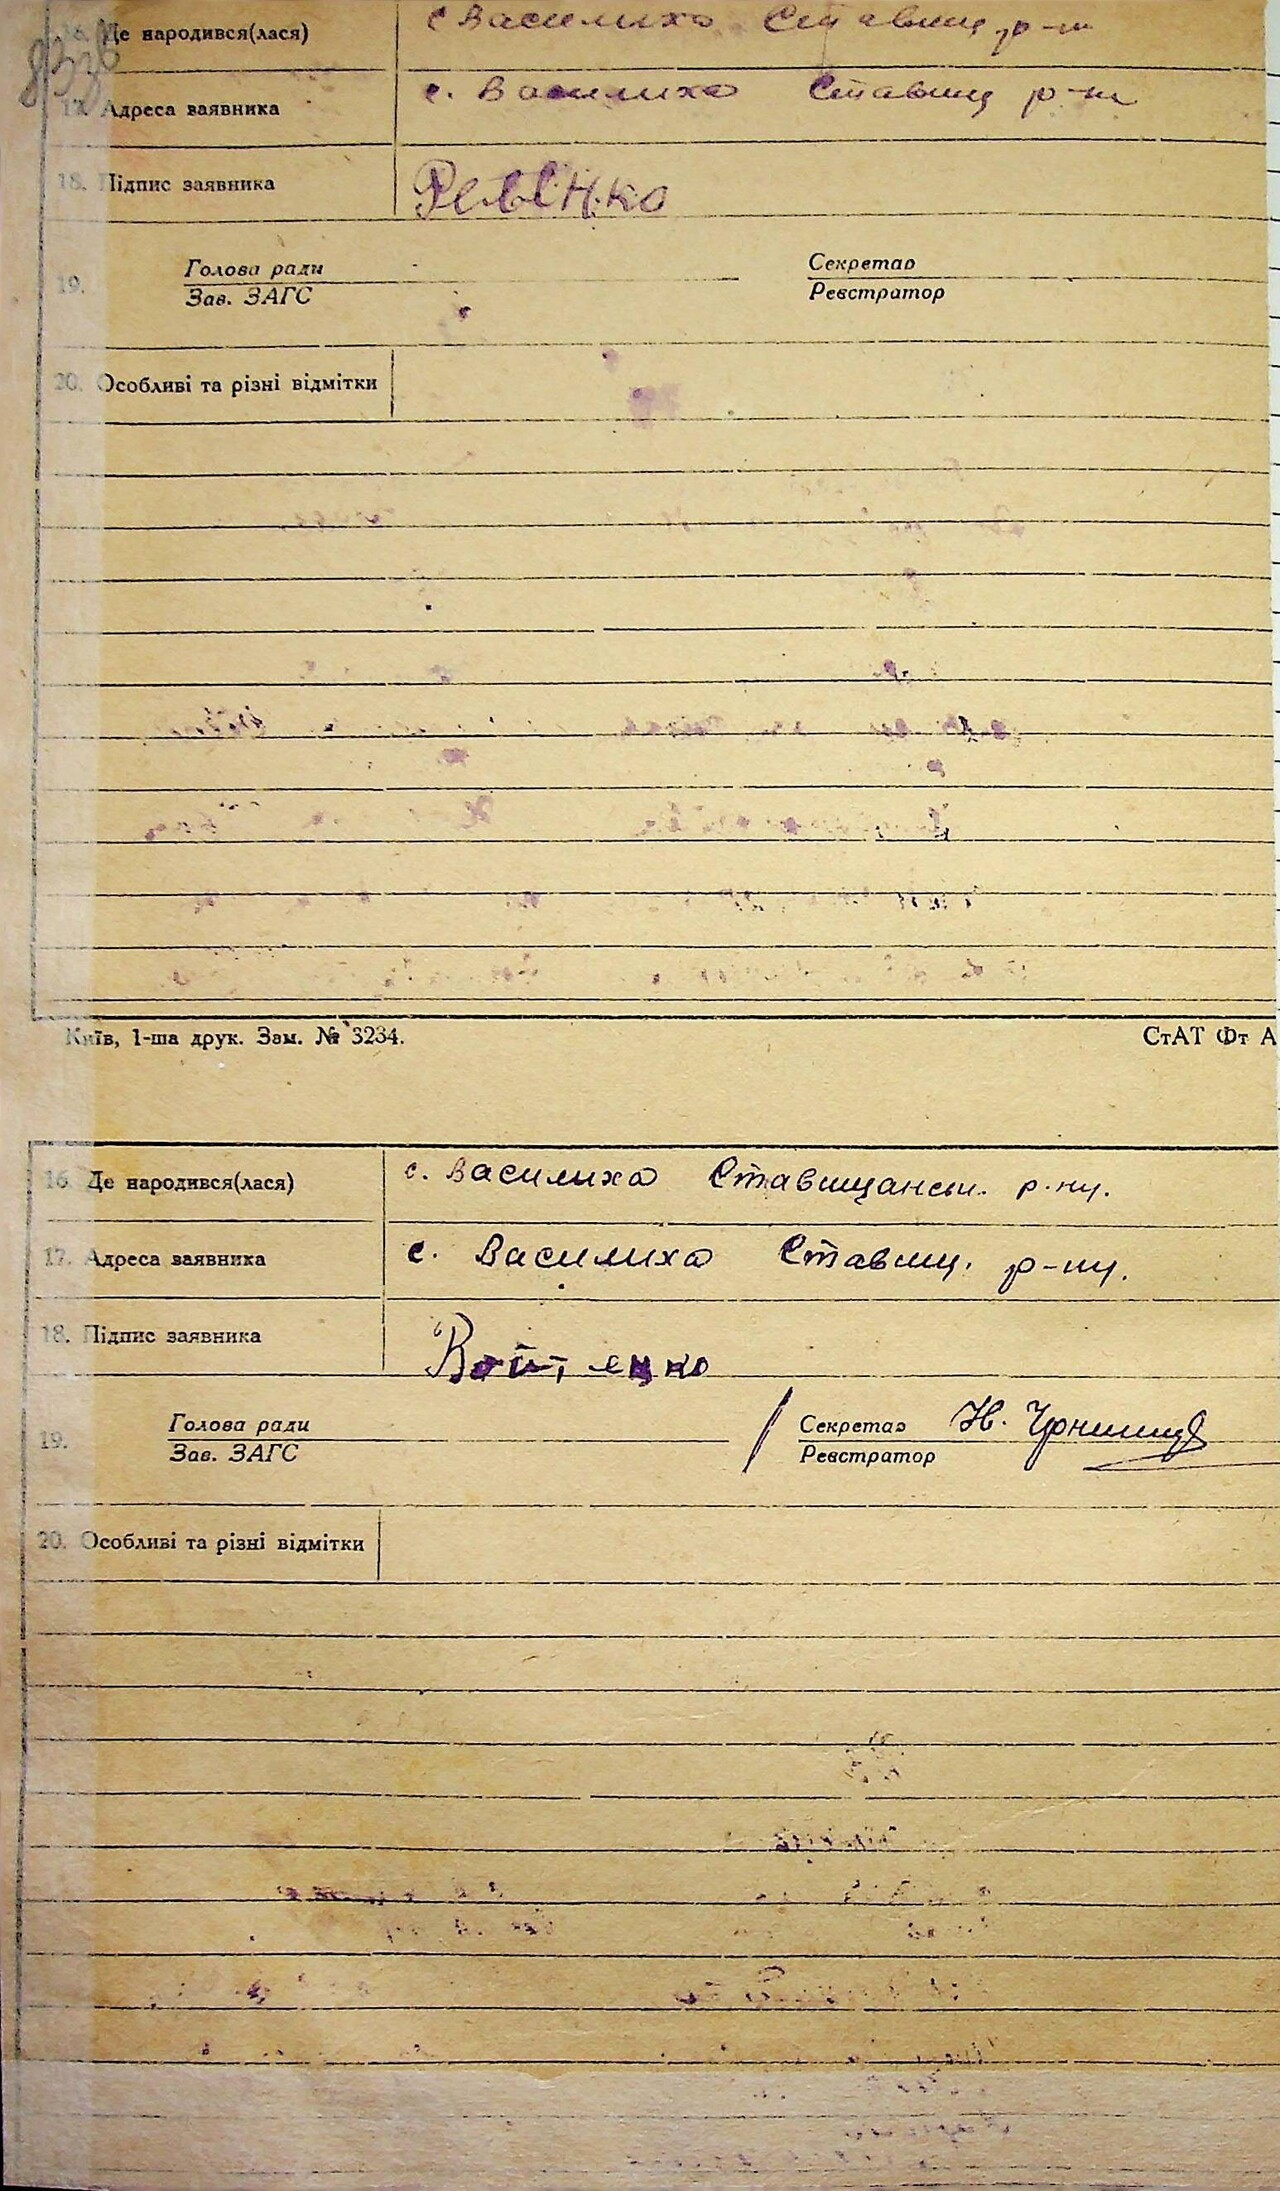 16. Де народився(лася) с Василиха Ставищ р-н
833в
17. Адреса заявника с. Василиха Ставищ р-н
18. Підпис заявника
19. Голова ради Секретар
Зав. ЗАГС Реєстратор
20. Особливі та різні відмітки
Київ, 1-ша друк. Зам. № 3234. СтАТ Фт А
16. Де народився(лася) с. Василиха Ставищанськ. р-ну.
17. Адреса заявника с. Василиха Ставищ. р-ну.
18. Підпис заявника Войтенко
19. Голова ради Секретар Н.
Зав. ЗАГС Реєстратор
20. Особливі та різні відмітки